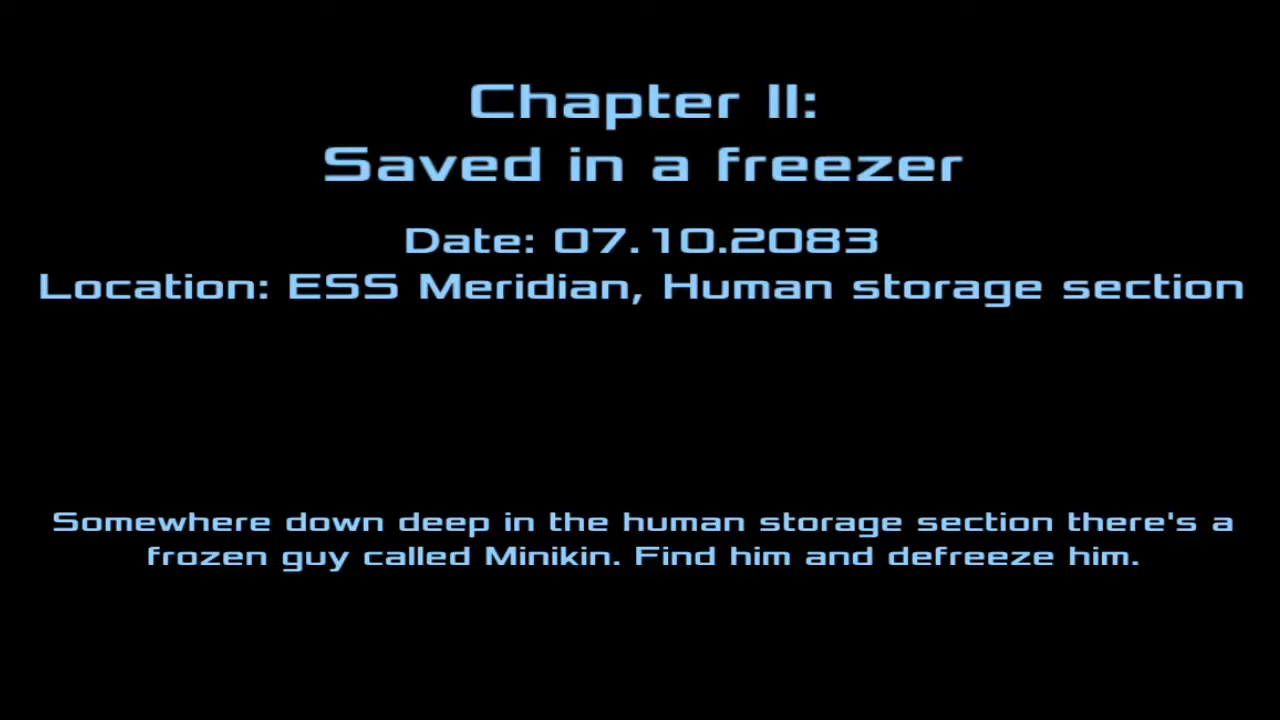 Chapter II:
Saved in a freezer
Date: 07.10.2083
Location: ESS Meridian, Human storage section
Somewhere down deep in the human storage section there's a
frozen guy called Minikin. Find him and defreeze him.